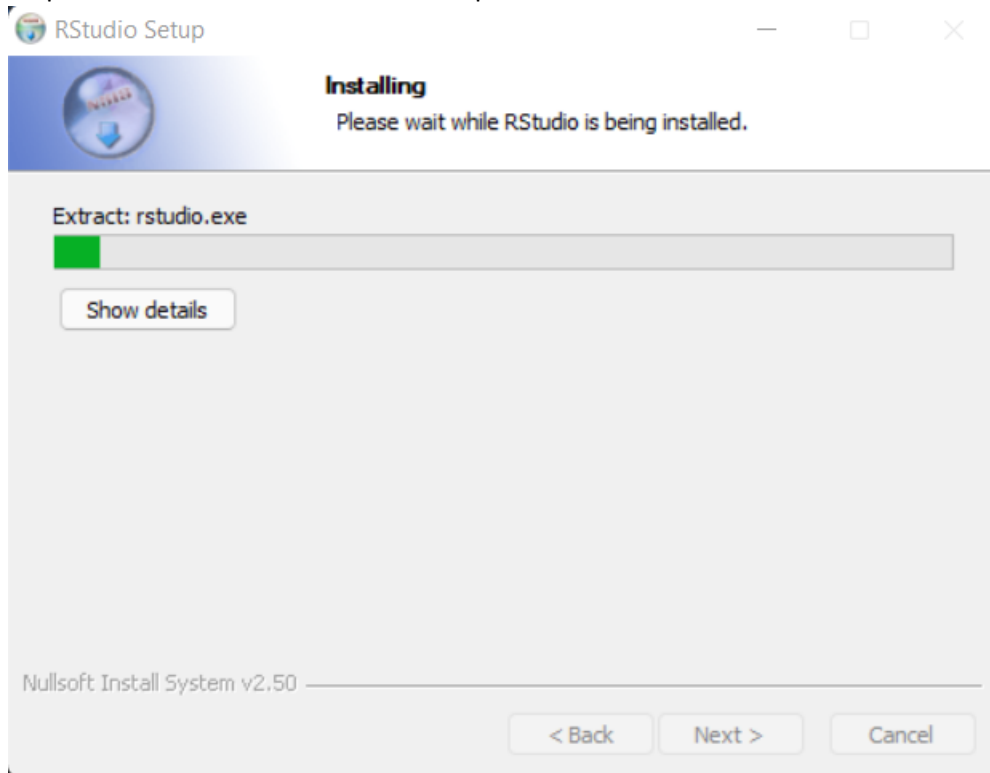 RStudio Setup
Installing
Please wait while RStudio is being installed.
Extract: rstudio.exe
Show details
Nullsoft Install System v2.50
< Back Next > Cancel